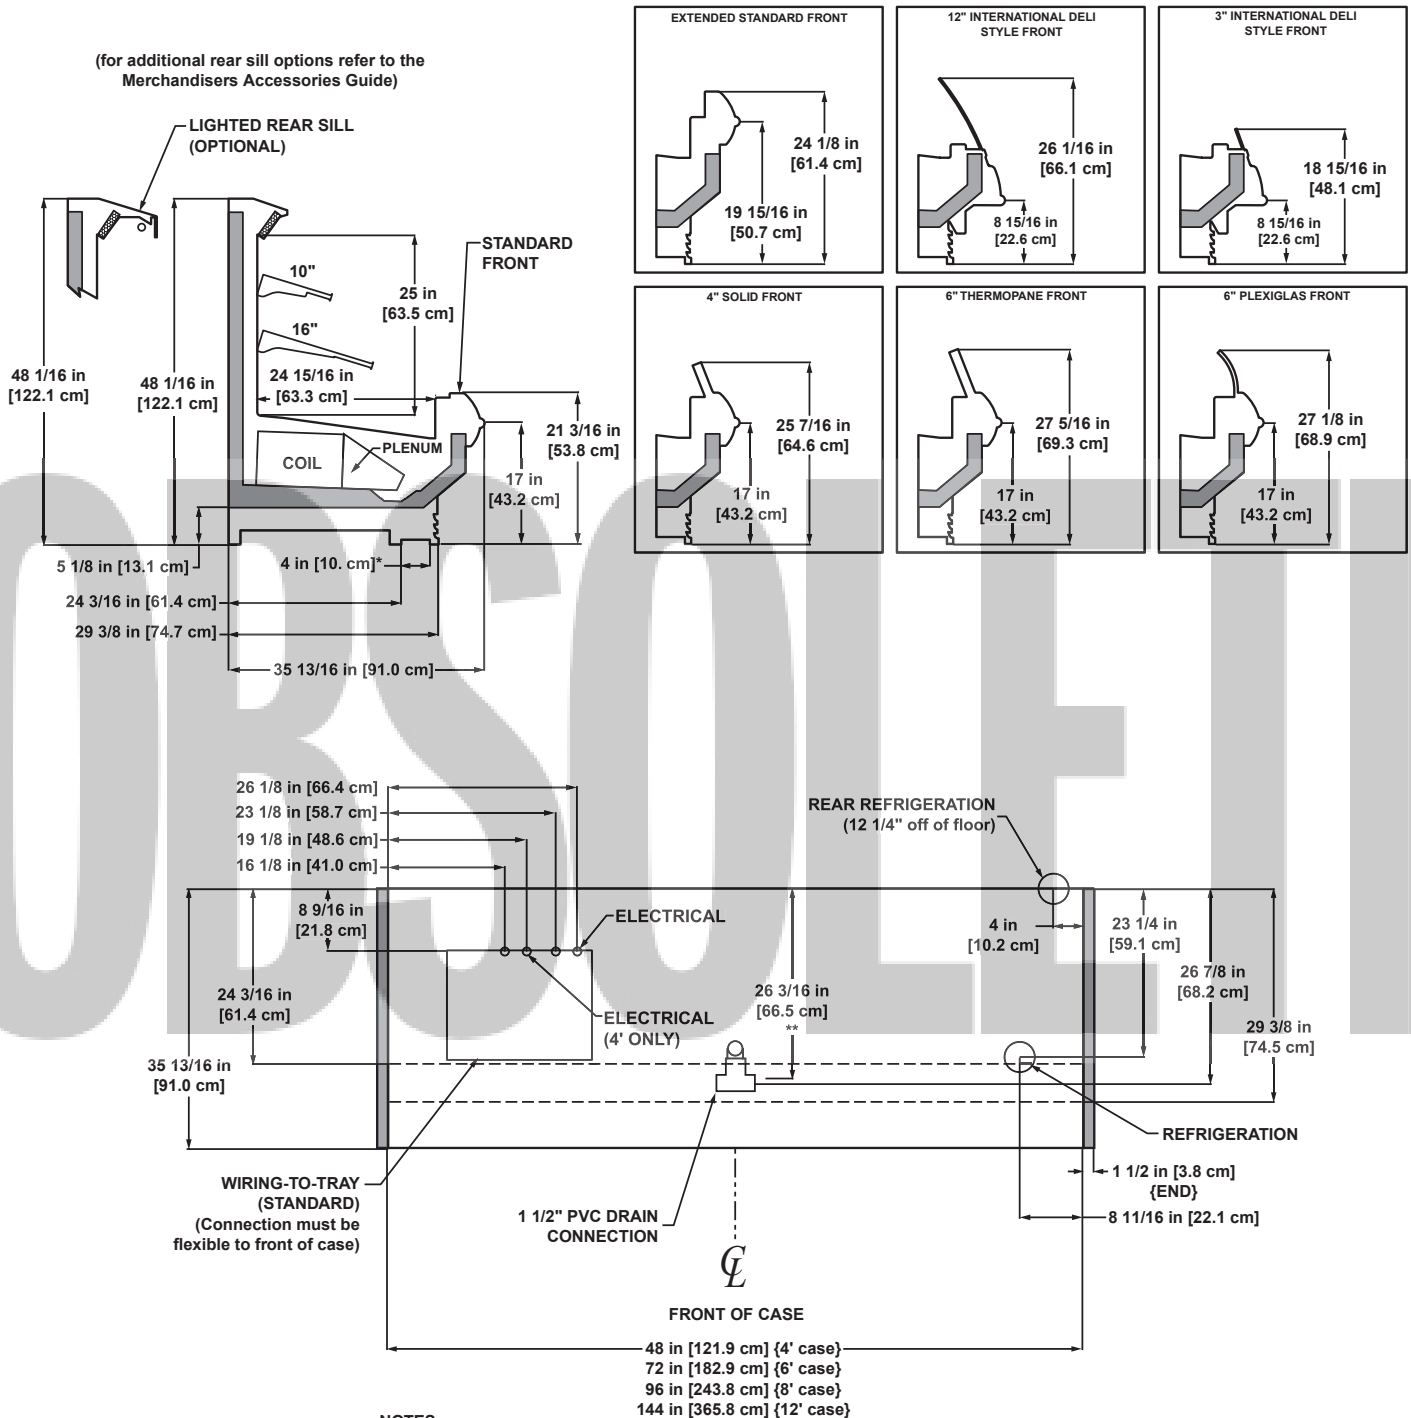 (for additional rear sill options refer to the
Merchandisers Accessories Guide)
LIGHTED REAR SILL
(OPTIONAL)
48 1/16 in
[122.1 cm]
48 1/16 in
[122.1 cm]
10"
16"
25 in
[63.5 cm]
24 15/16 in
[63.3 cm]
STANDARD
FRONT
COIL
PLENUM
21 3/16 in
[53.8 cm]
17 in
[43.2 cm]
5 1/8 in [13.1 cm]
4 in [10. cm]*
24 3/16 in [61.4 cm]
29 3/8 in [74.7 cm]
35 13/16 in [91.0 cm]
EXTENDED STANDARD FRONT
24 1/8 in
[61.4 cm]
19 15/16 in
[50.7 cm]
12" INTERNATIONAL DELI
STYLE FRONT
26 1/16 in
[66.1 cm]
8 15/16 in
[22.6 cm]
3" INTERNATIONAL DELI
STYLE FRONT
18 15/16 in
[48.1 cm]
8 15/16 in
[22.6 cm]
4" SOLID FRONT
25 7/16 in
[64.6 cm]
17 in
[43.2 cm]
6" THERMOPANE FRONT
27 5/16 in
[69.3 cm]
17 in
[43.2 cm]
6" PLEXIGLAS FRONT
27 1/8 in
[68.9 cm]
17 in
[43.2 cm]
26 1/8 in [66.4 cm]
23 1/8 in [58.7 cm]
19 1/8 in [48.6 cm]
16 1/8 in [41.0 cm]
8 9/16 in
[21.8 cm]
24 3/16 in
[61.4 cm]
35 13/16 in
[91.0 cm]
ELECTRICAL
ELECTRICAL
(4' ONLY)
REAR REFRIGERATION
(12 1/4" off of floor)
26 3/16 in
[66.5 cm]
**
4 in
[10.2 cm]
23 1/4 in
[59.1 cm]
26 7/8 in
[68.2 cm]
29 3/8 in
[74.5 cm]
REFRIGERATION
1 1/2 in [3.8 cm]
{END}
8 11/16 in [22.1 cm]
WIRING-TO-TRAY
(STANDARD)
(Connection must be
flexible to front of case)
1 1/2" PVC DRAIN
CONNECTION
CL
FRONT OF CASE
48 in [121.9 cm] {4' case}
72 in [182.9 cm] {6' case}
96 in [243.8 cm] {8' case}
144 in [365.8 cm] {12' case}